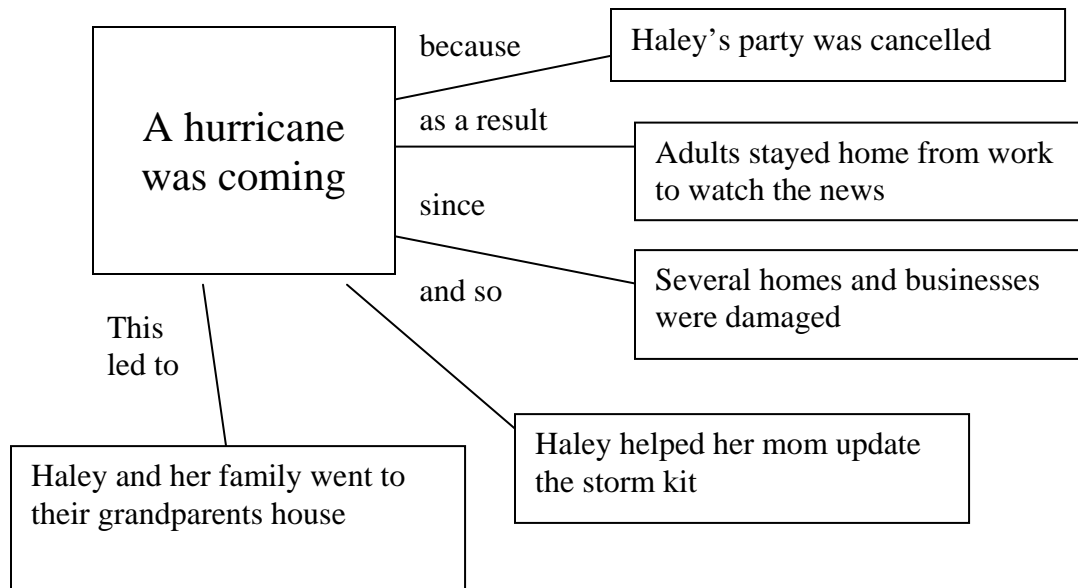 because
Haley’s party was cancelled
A hurricane
was coming
as a result
Adults stayed home from work
to watch the news
since
and so
Several homes and businesses
were damaged
This
led to
Haley helped her mom update
the storm kit
Haley and her family went to
their grandparents house